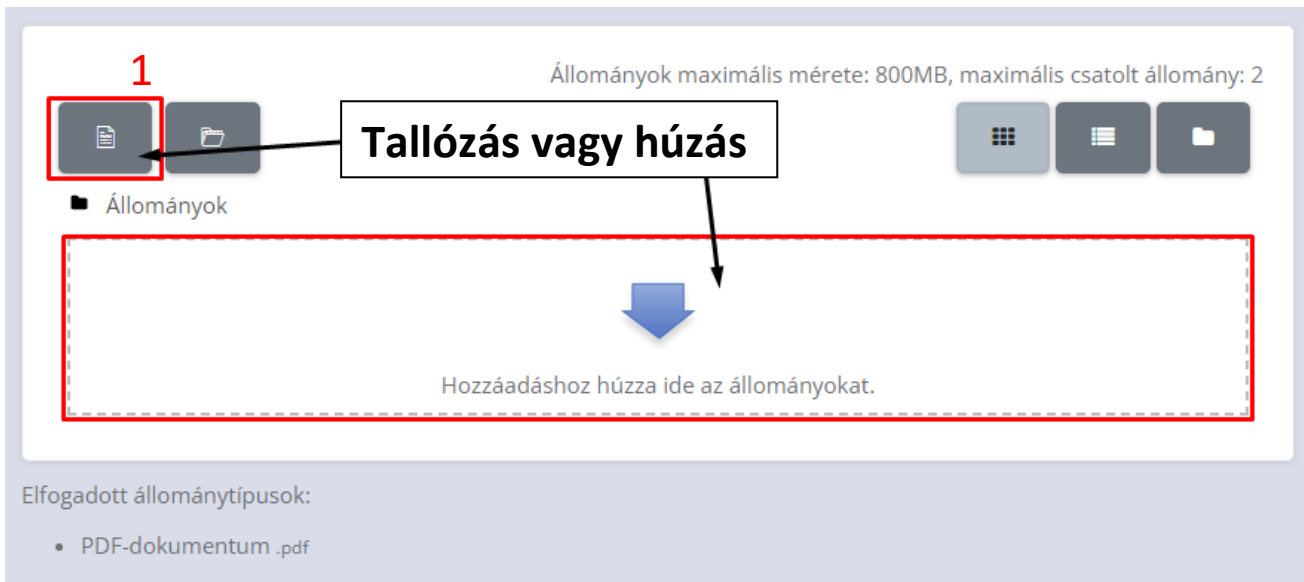 1
Állományok maximális mérete: 800MB, maximális csatolt állomány: 2
Tallózás vagy húzás
Állományok
Hozzáadáshoz húzza ide az állományokat.
Elfogadott állománytípusok:
• PDF-dokumentum .pdf